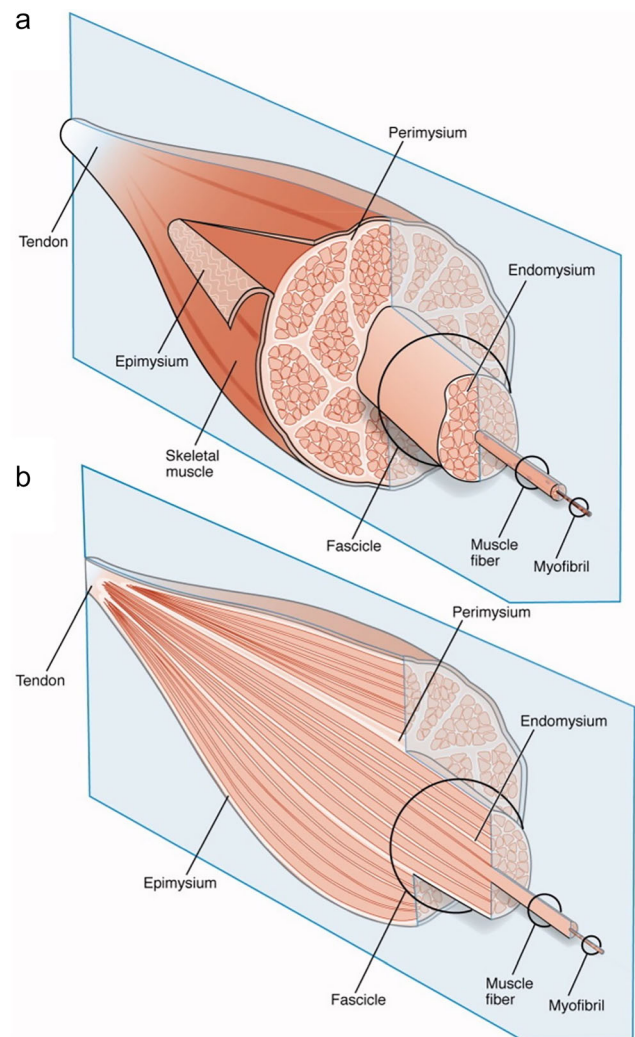 a
Perimysium
Tendon
Endomysium
Epimysium
Skeletal
muscle
Fascicle
Muscle
fiber
Myofibril
b
Perimysium
Tendon
Endomysium
Epimysium
Fascicle
Muscle
fiber
Myofibril